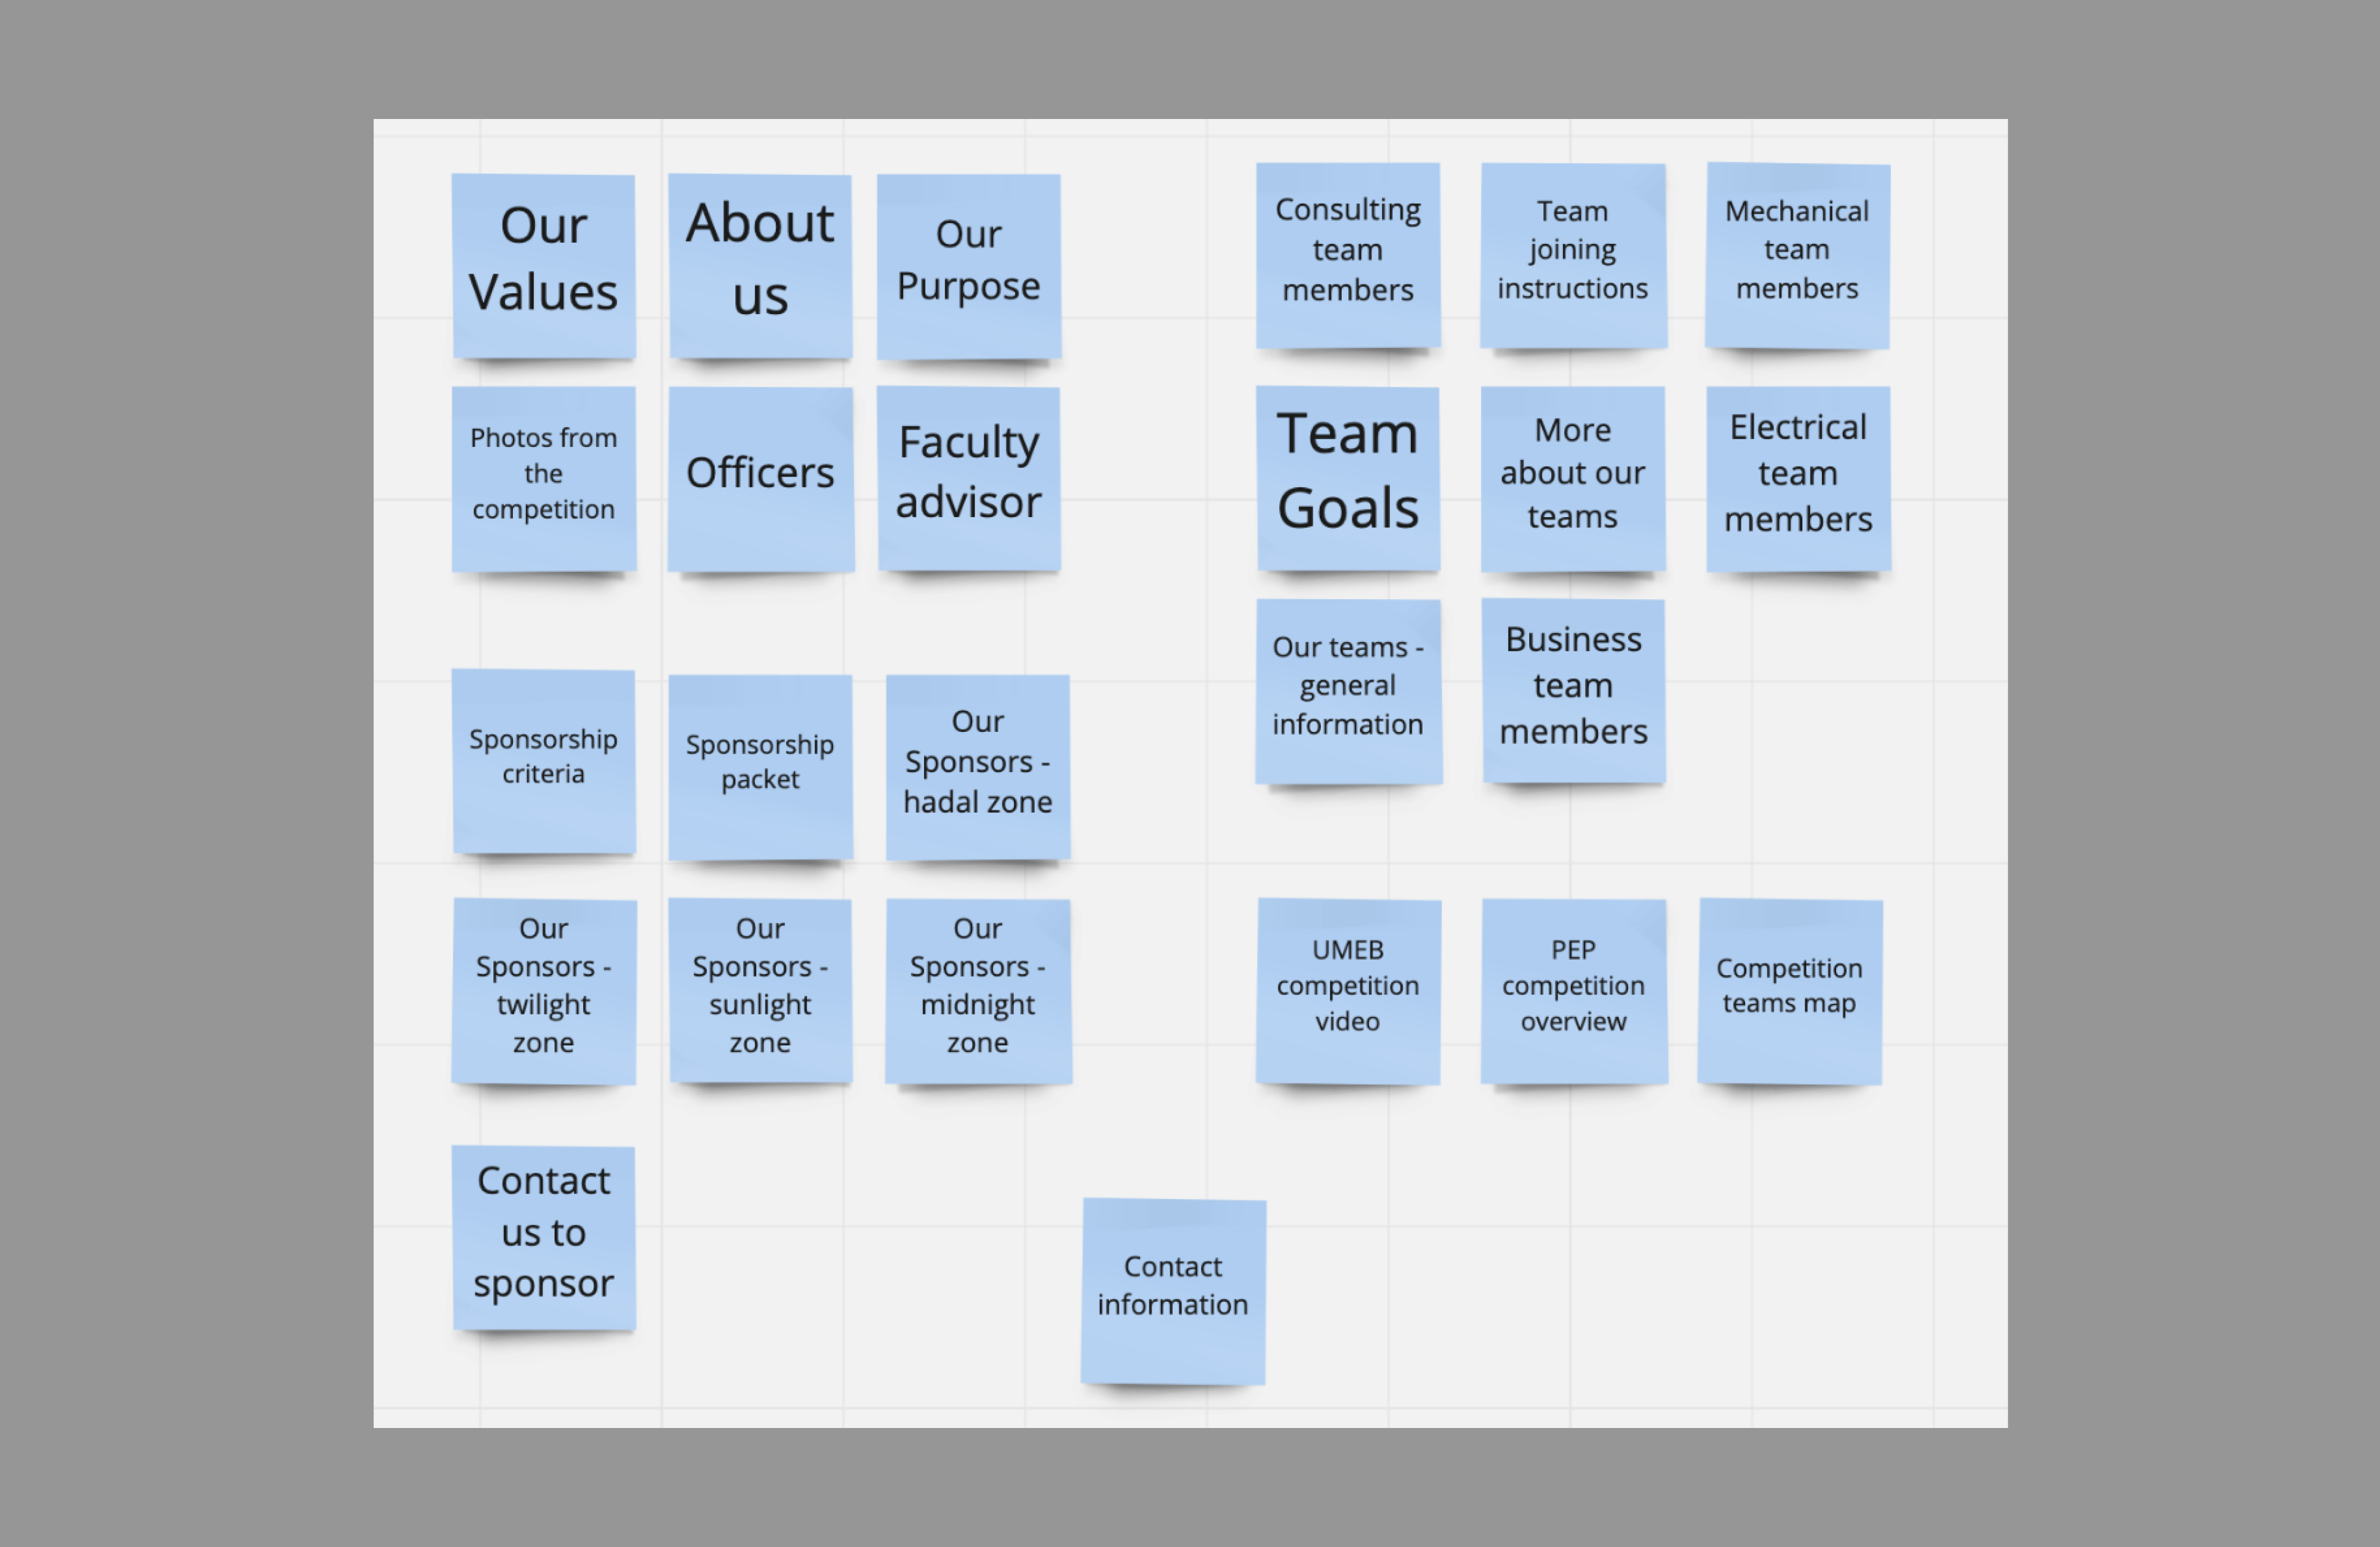 Our
Values
About
us
Our
Purpose
Photos from
the
competition
Officers
Faculty
advisor
Consulting
team
members
Team
joining
instructions
Mechanical
team
members
Team
Goals
More
about our
teams
Electrical
team
members
Our teams -
general
information
Business
team
members
Sponsorship
criteria
Sponsorship
packet
Our
Sponsors -
hadal zone
Our
Sponsors -
twilight
zone
Our
Sponsors -
sunlight
zone
Our
Sponsors -
midnight
zone
Contact
us to
sponsor
UMEB
competition
video
PEP
competition
overview
Competition
teams map
Contact
information